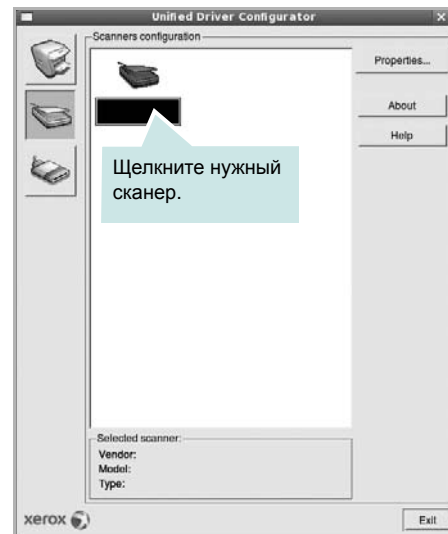 Unified Driver Configurator
Scanners configuration
Properties...
About
Help
Щелкните нужный
сканер.
Selected scanner:
Vendor:
Model:
Type:
xerox
Exit